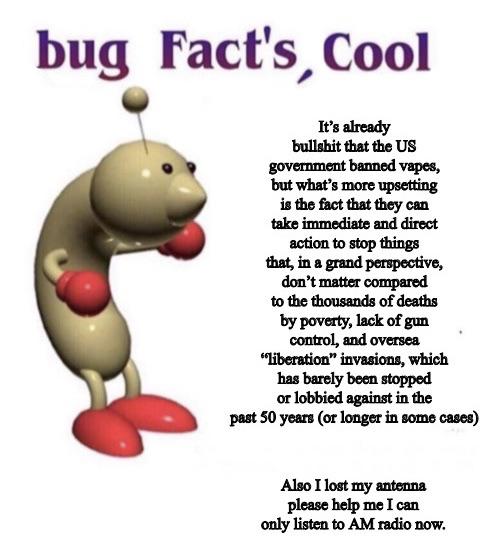 bug Fact's, Cool
It's already
bullshit that the US
government banned vapes,
but what's more upsetting
is the fact that they can
take immediate and direct
action to stop things
that, in a grand perspective,
don't matter compared
to the thousands of deaths
by poverty, lack of gun
control, and oversea
“liberation” invasions, which
has barely been stopped
or lobbied against in the
past 50 years (or longer in some cases)
Also I lost my antenna
please help me I can
only listen to AM radio now.